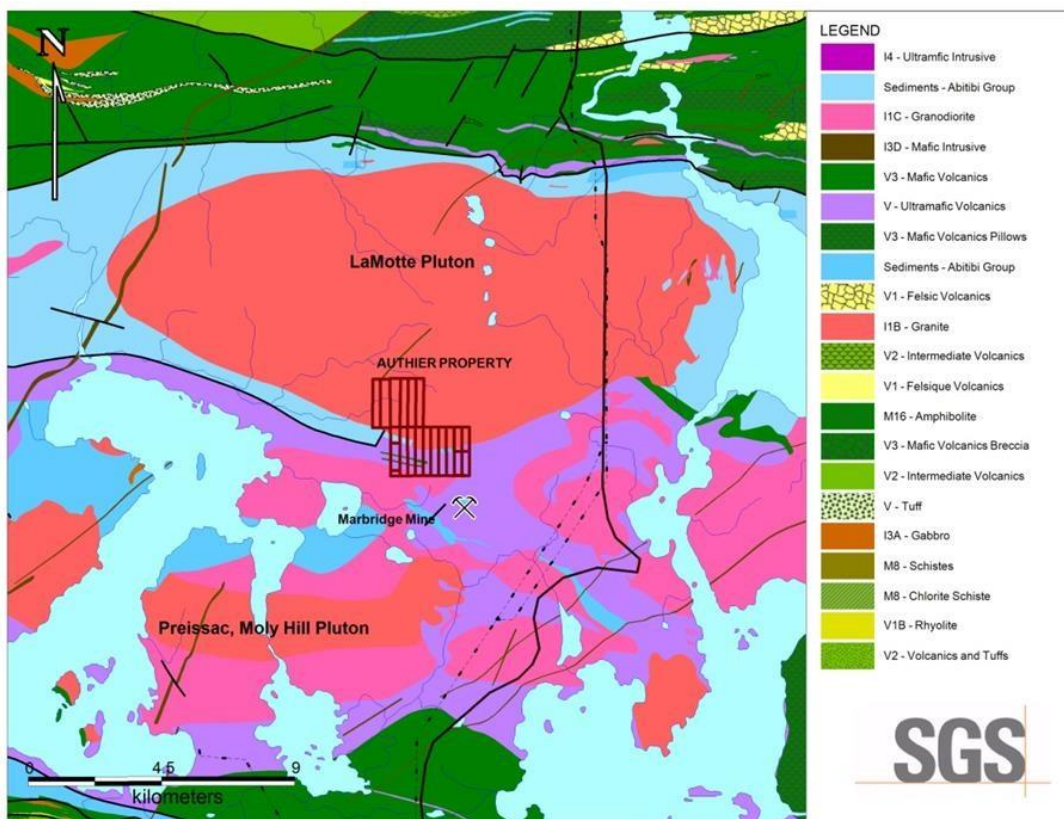 N
LaMotte Pluton
AUTHIER PROPERTY
Marbridge Mine
Preissac, Moly Hill Pluton
0 4.5 9
kilometers
LEGEND
I4 - Ultramfic Intrusive
Sediments - Abitibi Group
I1C - Granodiorite
I3D - Mafic Intrusive
V3 - Mafic Volcanics
V - Ultramafic Volcanics
V3 - Mafic Volcanics Pillows
Sediments - Abitibi Group
V1 - Felsic Volcanics
I1B - Granite
V2 - Intermediate Volcanics
V1 - Felsique Volcanics
M16 - Amphibolite
V3 - Mafic Volcanics Breccia
V2 - Intermediate Volcanics
V - Tuff
I3A - Gabbro
M8 - Schistes
M8 - Chlorite Schiste
V1B - Rhyolite
V2 - Volcanics and Tuffs
SGS